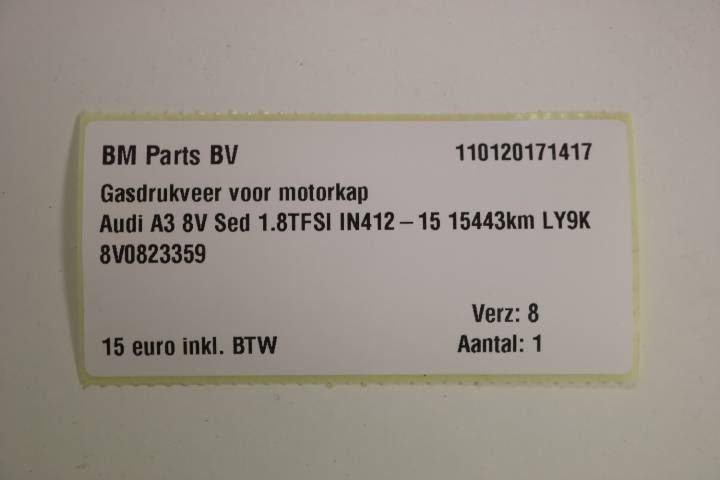 BM Parts BV 110120171417
Gasdrukveer voor motorkap
Audi A3 8V Sed 1.8TFSI IN412 – 15 15443km LY9K
8V0823359
Verz: 8
15 euro inkl. BTW Aantal: 1